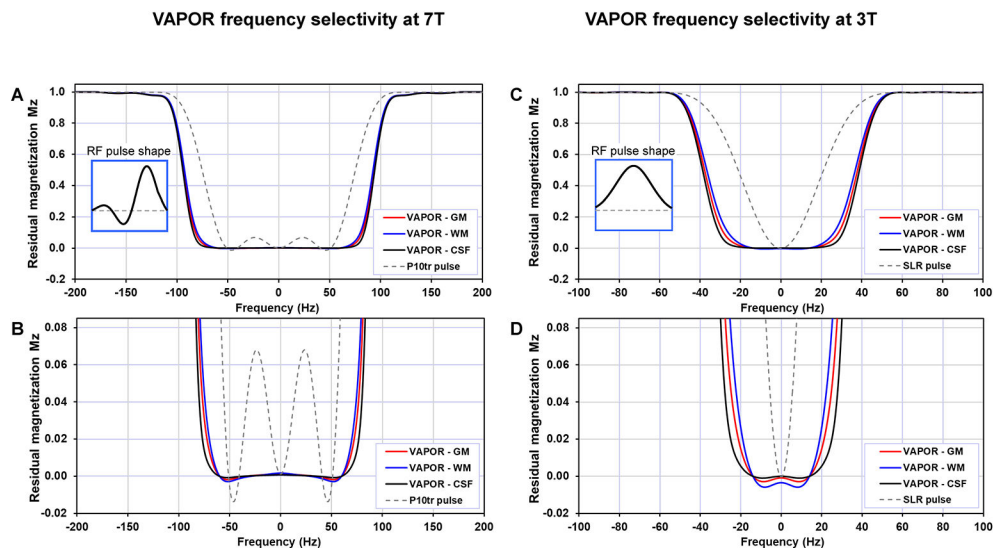 VAPOR frequency selectivity at 7T
VAPOR frequency selectivity at 3T
A
Residual magnetization Mz
1.0
0.8
0.6
0.4
0.2
0.0
-0.2
RF pulse shape
VAPOR - GM
VAPOR - WM
VAPOR - CSF
P10tr pulse
-200 -150 -100 -50 0 50 100 150 200
Frequency (Hz)
C
Residual magnetization Mz
1.0
0.8
0.6
0.4
0.2
0.0
-0.2
RF pulse shape
VAPOR - GM
VAPOR - WM
VAPOR - CSF
SLR pulse
-100 -80 -60 -40 -20 0 20 40 60 80 100
Frequency (Hz)
B
Residual magnetization Mz
0.08
0.06
0.04
0.02
0.00
-0.02
VAPOR - GM
VAPOR - WM
VAPOR - CSF
P10tr pulse
-200 -150 -100 -50 0 50 100 150 200
Frequency (Hz)
D
Residual magnetization Mz
0.08
0.06
0.04
0.02
0.00
-0.02
VAPOR - GM
VAPOR - WM
VAPOR - CSF
SLR pulse
-100 -80 -60 -40 -20 0 20 40 60 80 100
Frequency (Hz)